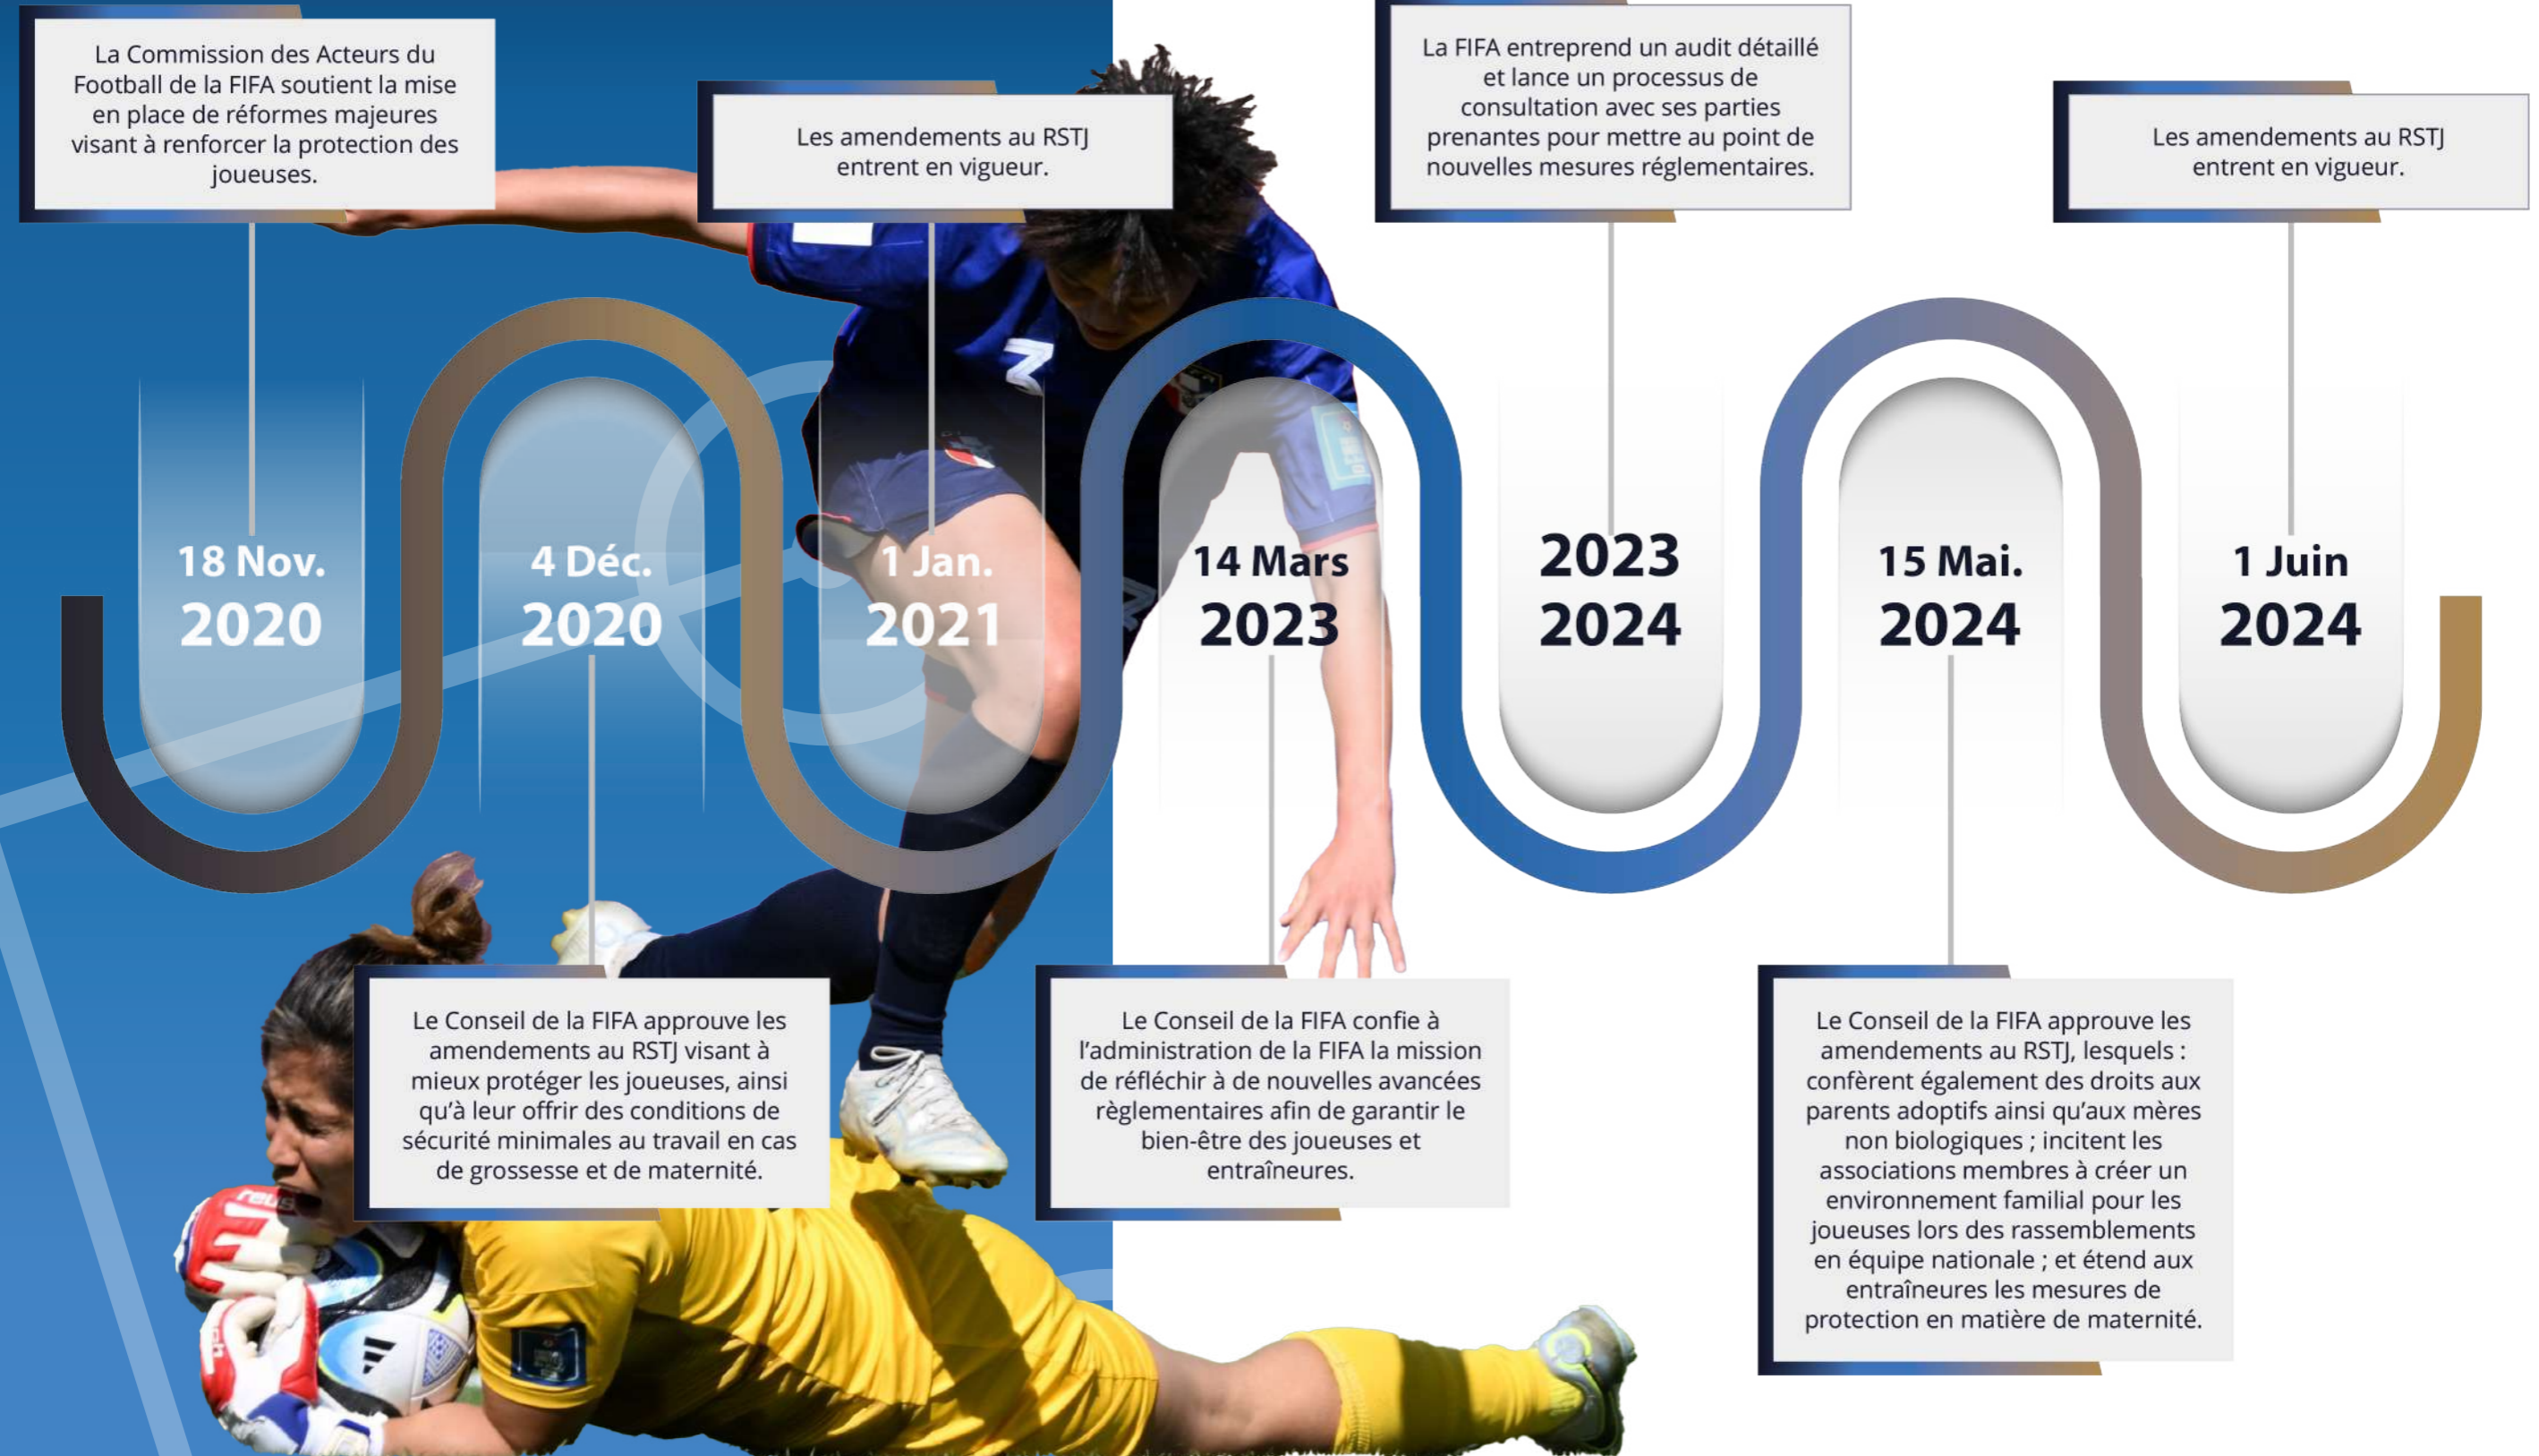 La Commission des Acteurs du
Football de la FIFA soutient la mise
en place de réformes majeures
visant à renforcer la protection des
joueuses.
18 Nov.
2020
4 Déc.
2020
Le Conseil de la FIFA approuve les
amendements au RSTJ visant à
mieux protéger les joueuses, ainsi
qu'à leur offrir des conditions de
sécurité minimales au travail en cas
de grossesse et de maternité.
Les amendements au RSTJ
entrent en vigueur.
1 Jan.
2021
14 Mars
2023
Le Conseil de la FIFA confie à
l'administration de la FIFA la mission
de réfléchir à de nouvelles avancées
règlementaires afin de garantir le
bien-être des joueuses et
entraîneures.
La FIFA entreprend un audit détaillé
et lance un processus de
consultation avec ses parties
prenantes pour mettre au point de
nouvelles mesures réglementaires.
2023
2024
15 Mai.
2024
Le Conseil de la FIFA approuve les
amendements au RSTJ, lesquels :
confèrent également des droits aux
parents adoptifs ainsi qu'aux mères
non biologiques ; incitent les
associations membres à créer un
environnement familial pour les
joueuses lors des rassemblements
en équipe nationale ; et étend aux
entraîneures les mesures de
protection en matière de maternité.
Les amendements au RSTJ
entrent en vigueur.
1 Juin
2024